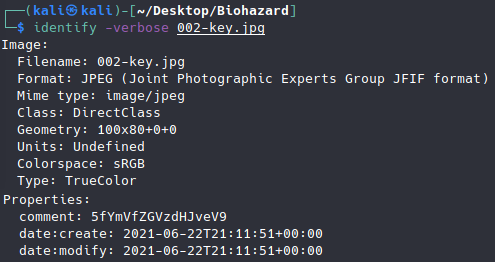 ┌──(kali㉿kali)-[~/Desktop/Biohazard]
└─$ identify -verbose 002-key.jpg
Image:
Filename: 002-key.jpg
Format: JPEG (Joint Photographic Experts Group JFIF format)
Mime type: image/jpeg
Class: DirectClass
Geometry: 100x80+0+0
Units: Undefined
Colorspace: sRGB
Type: TrueColor
Properties:
comment: 5fYmVfZGVzdHJveV9
date:create: 2021-06-22T21:11:51+00:00
date:modify: 2021-06-22T21:11:51+00:00